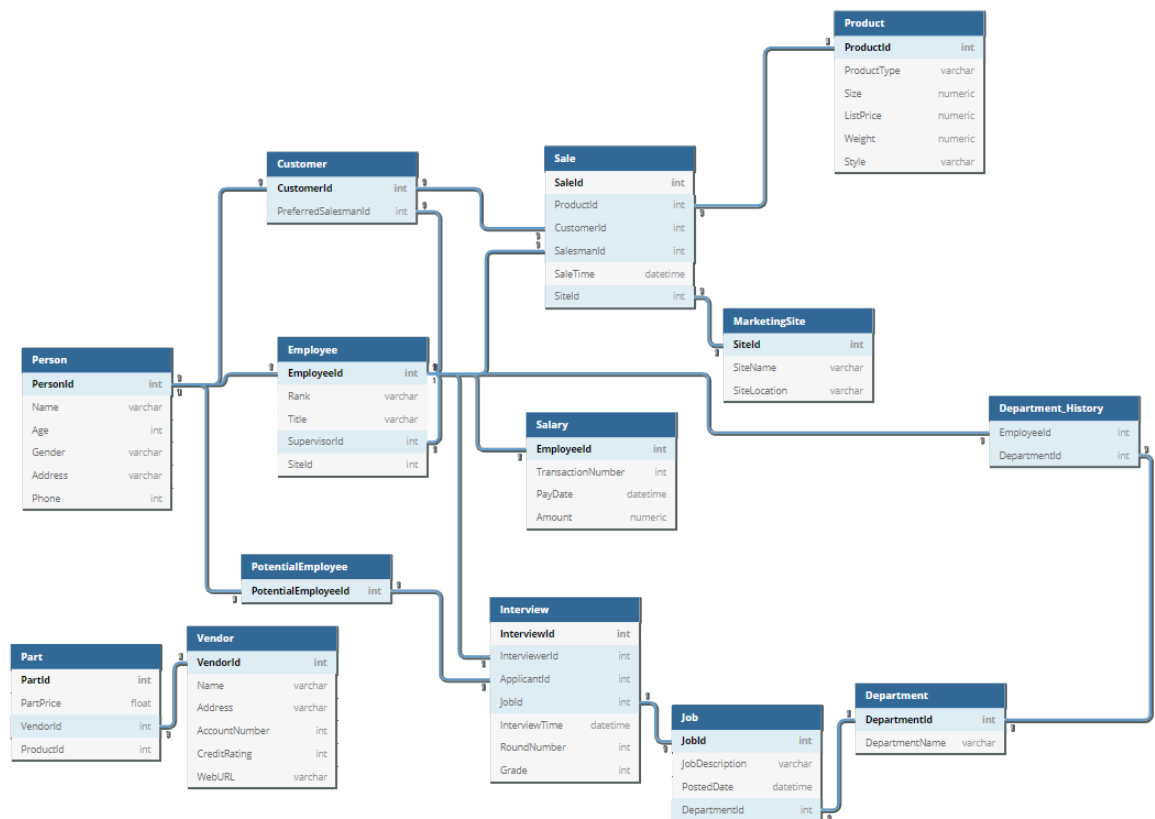 Product
ProductId int
ProductType varchar
Size numeric
ListPrice numeric
Weight numeric
Style varchar
Customer
CustomerId int
PreferredSalesmanId int
Sale
SaleId int
ProductId int
CustomerId int
SalesmanId int
SaleTime datetime
SiteId int
MarketingSite
SiteId int
SiteName varchar
SiteLocation varchar
Person
PersonId int
Name varchar
Age int
Gender varchar
Address varchar
Phone int
Employee
EmployeeId int
Rank varchar
Title varchar
SupervisorId int
SiteId int
Salary
EmployeeId int
TransactionNumber int
PayDate datetime
Amount numeric
Department_History
EmployeeId int
DepartmentId int
PotentialEmployee
PotentialEmployeeId int
Part
PartId int
PartPrice float
VendorId int
ProductId int
Vendor
VendorId int
Name varchar
Address varchar
AccountNumber int
CreditRating int
WebURL varchar
Interview
InterviewId int
InterviewerId int
ApplicantId int
JobId int
InterviewTime datetime
RoundNumber int
Grade int
Job
JobId int
JobDescription varchar
PostedDate datetime
DepartmentId int
Department
DepartmentId int
DepartmentName varchar